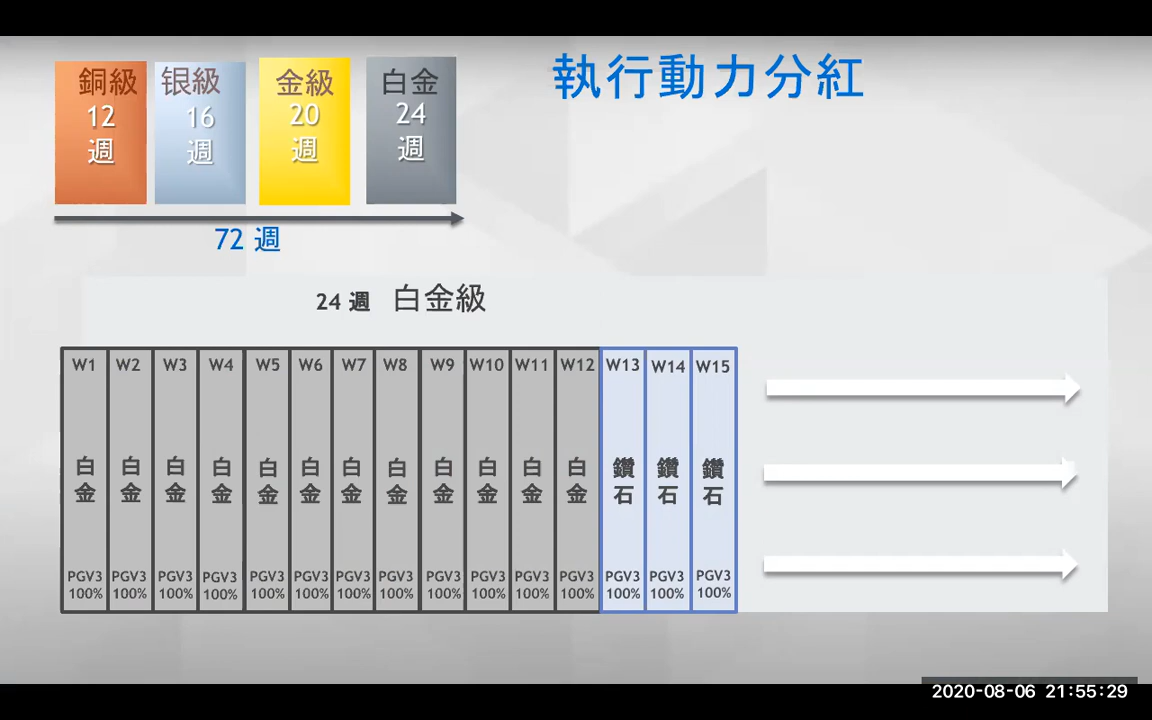 執行動力分紅
銅級
12
週
银級
16
週
金級
20
週
白金
24
週
72 週
24 週 白金級
W1 W2 W3 W4 W5 W6 W7 W8 W9 W10 W11 W12 W13 W14 W15
白金 白金 白金 白金 白金 白金 白金 白金 白金 白金 白金 白金 鑽石 鑽石 鑽石
PGV3 PGV3 PGV3 PGV3 PGV3 PGV3 PGV3 PGV3 PGV3 PGV3 PGV3 PGV3 PGV3 PGV3 PGV3
100% 100% 100% 100% 100% 100% 100% 100% 100% 100% 100% 100% 100% 100% 100%
2020-08-06 21:55:29